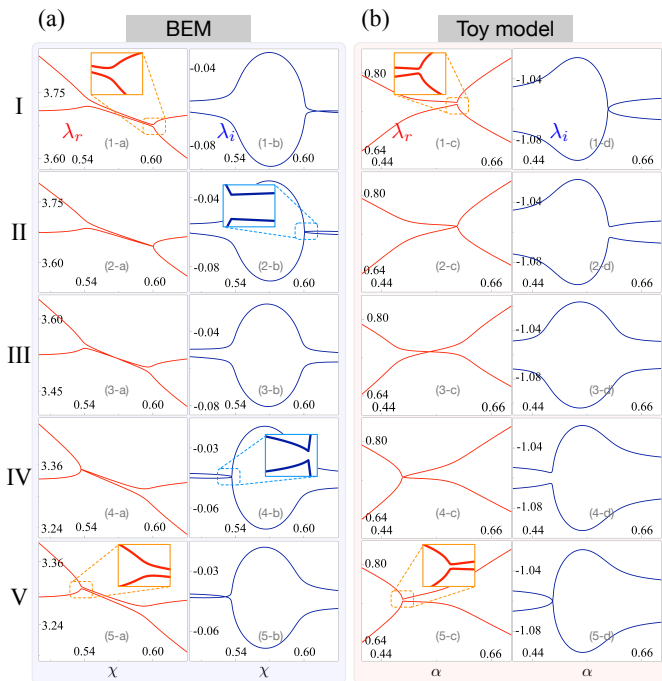 (a) BEM (b) Toy model
I
3.75
λr
3.60
0.54
0.60
(1-a)
-0.04
λi
-0.08
0.54
0.60
(1-b)
0.80
λr
0.64
0.44
0.66
(1-c)
-1.04
λi
-1.08
0.44
0.66
(1-d)
II
3.75
3.60
0.54
0.60
(2-a)
-0.04
-0.08
0.54
0.60
(2-b)
0.80
0.64
0.44
0.66
(2-c)
-1.04
-1.08
0.44
0.66
(2-d)
III
3.60
3.45
0.54
0.60
(3-a)
-0.04
-0.08
0.54
0.60
(3-b)
0.80
0.64
0.44
0.66
(3-c)
-1.04
-1.08
0.44
0.66
(3-d)
IV
3.36
3.24
0.54
0.60
(4-a)
-0.03
-0.06
0.54
0.60
(4-b)
0.80
0.64
0.44
0.66
(4-c)
-1.04
-1.08
0.44
0.66
(4-d)
V
3.36
3.24
0.54
0.60
(5-a)
-0.03
-0.06
0.54
0.60
(5-b)
0.80
0.64
0.44
0.66
(5-c)
-1.04
-1.08
0.44
0.66
(5-d)
χ χ α α